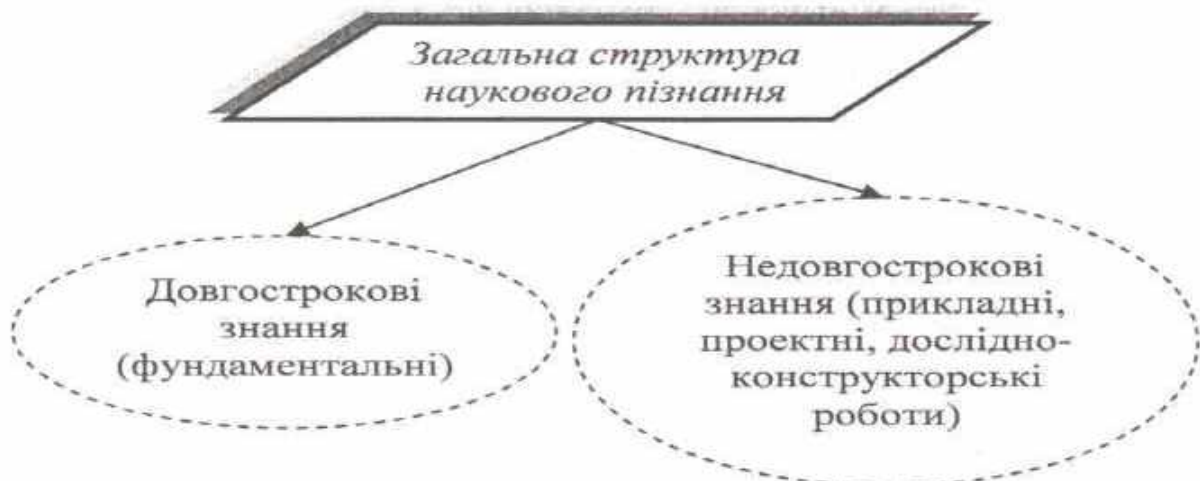 Загальна структура
наукового пізнання
Довгострокові
знання
(фундаментальні)
Недовгострокові
знання (прикладні,
проектні, дослідно-
конструкторські
роботи)